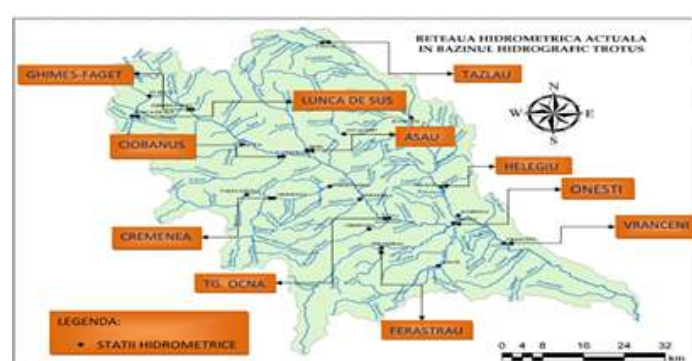 RETEAUA HIDROMETRICA ACTUALA
IN BAZINUL HIDROGRAFIC TROTUS
GHIMES-FAGET
TAZLAU
LUNCA DE SUS
N
W E
S
CIOBANUS
ASAU
HELEGIU
ONESTI
CREMENEA
VRANCENI
TG. OCNA
FERASTRAU
LEGENDA:
STATII HIDROMETRICE
0 4 8 16 24 32
km